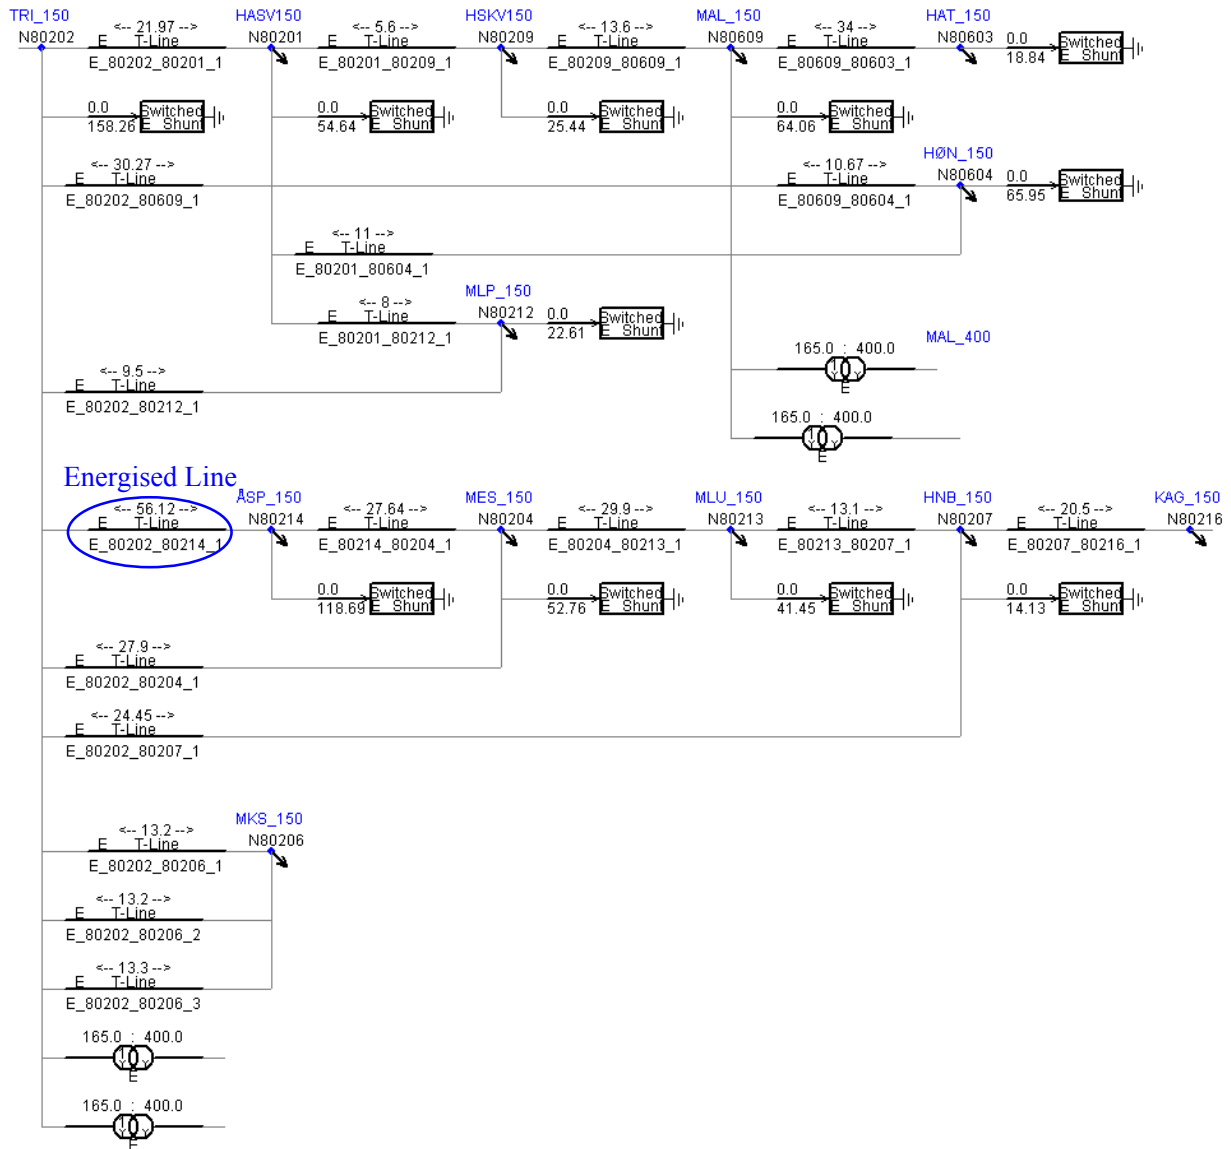 TRI_150 HASV150 HSKV150 MAL_150 HAT_150
<-- 21.97 --> <-- 5.6 --> <-- 13.6 --> <-- 34 -->
N80202 E T-Line N80201 E T-Line N80209 E T-Line N80609 E T-Line N80603 0.0 Switched
E_80202_80201_1 E_80201_80209_1 E_80209_80609_1 E_80609_80603_1 18.84 E Shunt
0.0 Switched 0.0 Switched 0.0 Switched 0.0 Switched
158.26 E Shunt 54.64 E Shunt 25.44 E Shunt 64.06 E Shunt
HØN_150
<-- 30.27 --> <-- 10.67 -->
E T-Line E T-Line N80604 0.0 Switched
E_80202_80609_1 E_80609_80604_1 65.95 E Shunt
<-- 11 -->
E T-Line
E_80201_80604_1
MLP_150
<-- 8 -->
E T-Line N80212 0.0 Switched
E_80201_80212_1 22.61 E Shunt
MAL_400
165.0 : 400.0
Y Y
E
<-- 9.5 -->
E T-Line
E_80202_80212_1
165.0 : 400.0
Y Y
E
Energised Line
ÅSP_150 MES_150 MLU_150 HNB_150 KAG_150
<-- 56.12 --> <-- 27.64 --> <-- 29.9 --> <-- 13.1 --> <-- 20.5 -->
E T-Line N80214 E T-Line N80204 E T-Line N80213 E T-Line N80207 E T-Line N80216
E_80202_80214_1 E_80214_80204_1 E_80204_80213_1 E_80213_80207_1 E_80207_80216_1
0.0 Switched 0.0 Switched 0.0 Switched 0.0 Switched
118.69 E Shunt 52.76 E Shunt 41.45 E Shunt 14.13 E Shunt
<-- 27.9 -->
E T-Line
E_80202_80204_1
<-- 24.45 -->
E T-Line
E_80202_80207_1
MKS_150
<-- 13.2 -->
E T-Line N80206
E_80202_80206_1
<-- 13.2 -->
E T-Line
E_80202_80206_2
<-- 13.3 -->
E T-Line
E_80202_80206_3
165.0 : 400.0
Y Y
E
165.0 : 400.0
Y Y
E